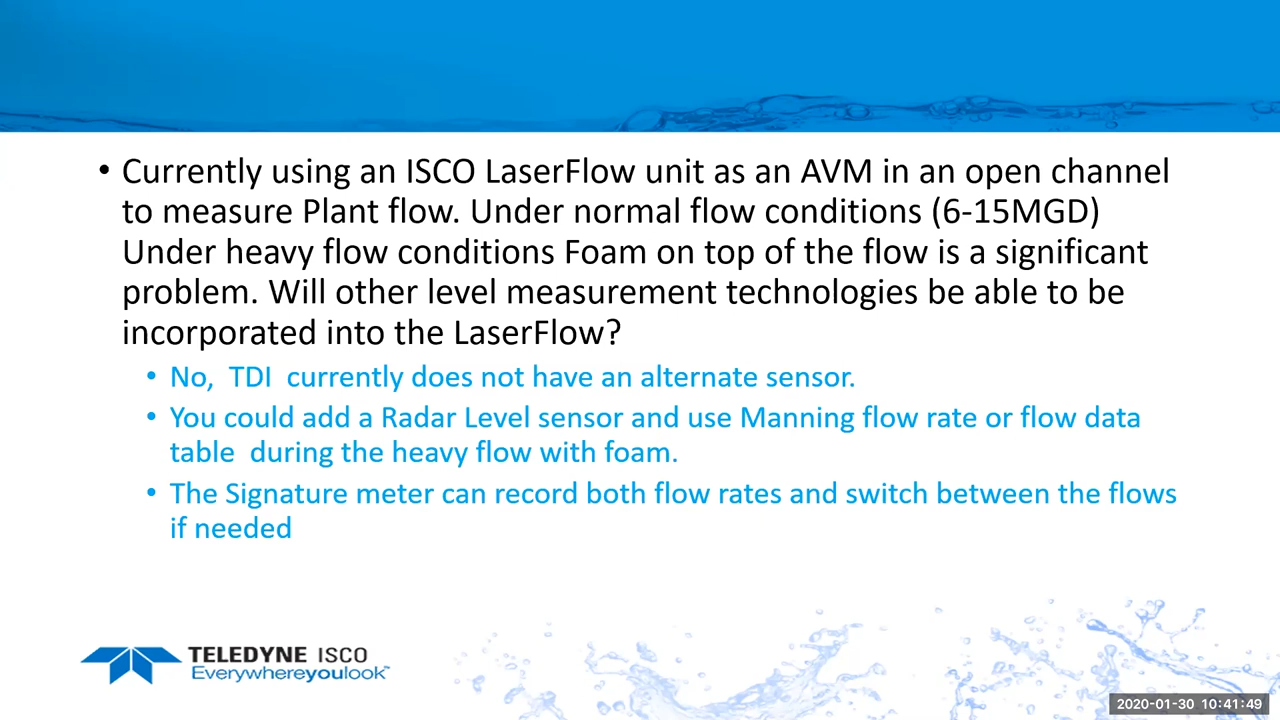 • Currently using an ISCO LaserFlow unit as an AVM in an open channel
to measure Plant flow. Under normal flow conditions (6-15MGD)
Under heavy flow conditions Foam on top of the flow is a significant
problem. Will other level measurement technologies be able to be
incorporated into the LaserFlow?
• No,  TDI  currently does not have an alternate sensor.
• You could add a Radar Level sensor and use Manning flow rate or flow data
table  during the heavy flow with foam.
• The Signature meter can record both flow rates and switch between the flows
if needed
TELEDYNE ISCO
Everywhereyoulook™
2020-01-30 10:41:49